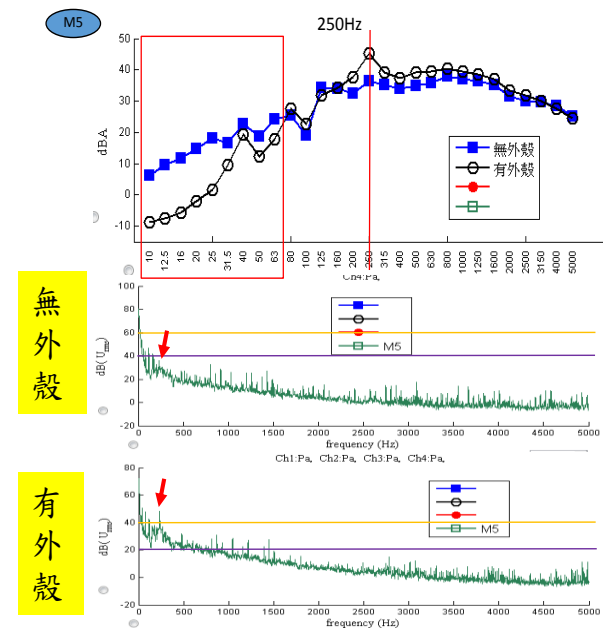 M5
250Hz
50
40
30
20
10
0
-10
dBA
無外殼
有外殼
10 12.5 16 20 25 31.5 40 50 63 80 100 125 160 200 250 315 400 500 630 800 1000 1250 1600 2000 2500 3150 4000 5000
Ch4:Pa,
無外殼
100
80
60
40
20
0
-20
dB(Urms)
M5
0 500 1000 1500 2000 2500 3000 3500 4000 4500 5000
frequency (Hz)
Ch1:Pa, Ch2:Pa, Ch3:Pa, Ch4:Pa,
有外殼
80
60
40
20
0
-20
dB(Urms)
M5
0 500 1000 1500 2000 2500 3000 3500 4000 4500 5000
frequency (Hz)